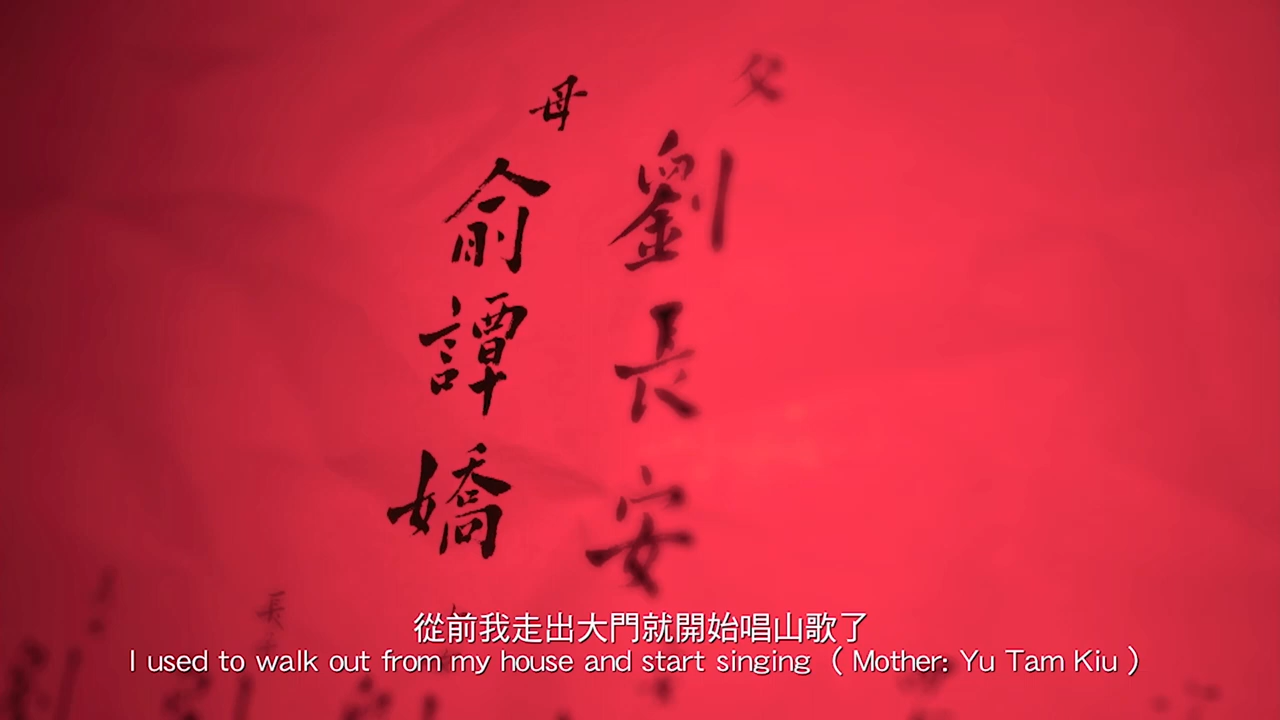 父
劉長安
母
俞譚嬌
長
從前我走出大門就開始唱山歌了
I used to walk out from my house and start singing ( Mother: Yu Tam Kiu )